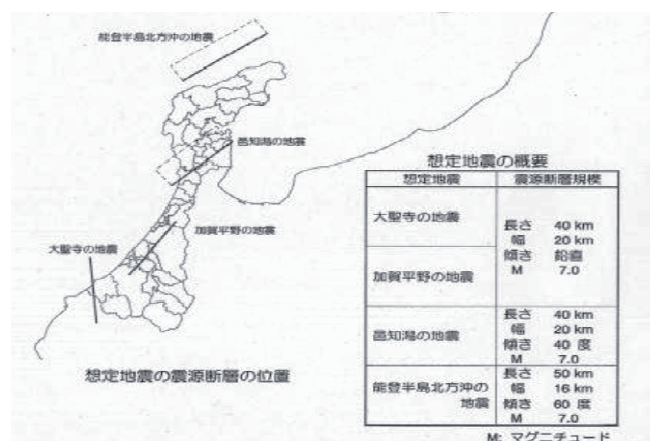 能登半島北方沖の地震
邑知潟の地震
加賀平野の地震
大聖寺の地震
想定地震の震源断層の位置
想定地震の概要
想定地震 震源断層規模
大聖寺の地震
加賀平野の地震
長さ 40 km
幅 20 km
傾き 鉛直
M 7.0
邑知潟の地震
長さ 40 km
幅 20 km
傾き 40 度
M 7.0
能登半島北方沖の
地震
長さ 50 km
幅 16 km
傾き 60 度
M 7.0
M: マグニチュード